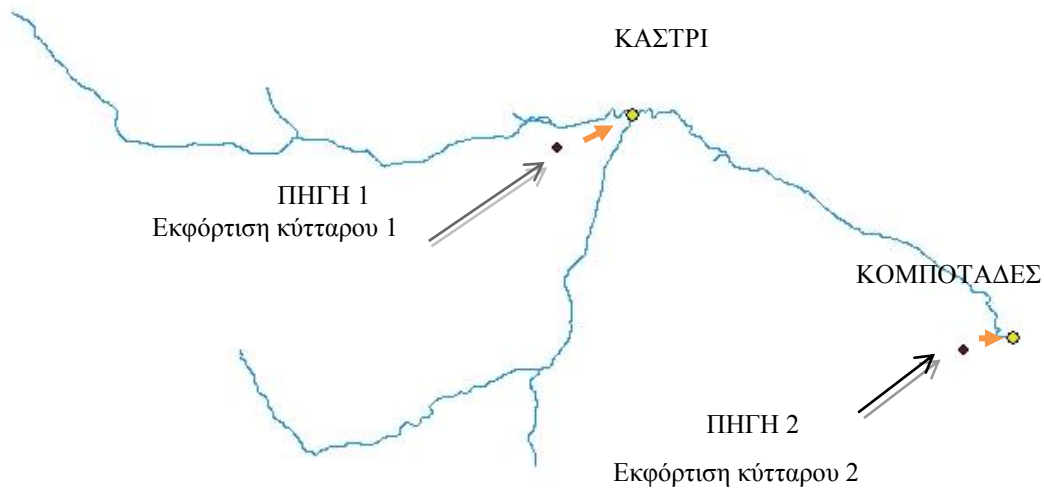 ΚΑΣΤΡΙ
ΠΗΓΗ 1
Εκφόρτιση κύτταρου 1
ΚΟΜΠΟΤΑΔΕΣ
ΠΗΓΗ 2
Εκφόρτιση κύτταρου 2